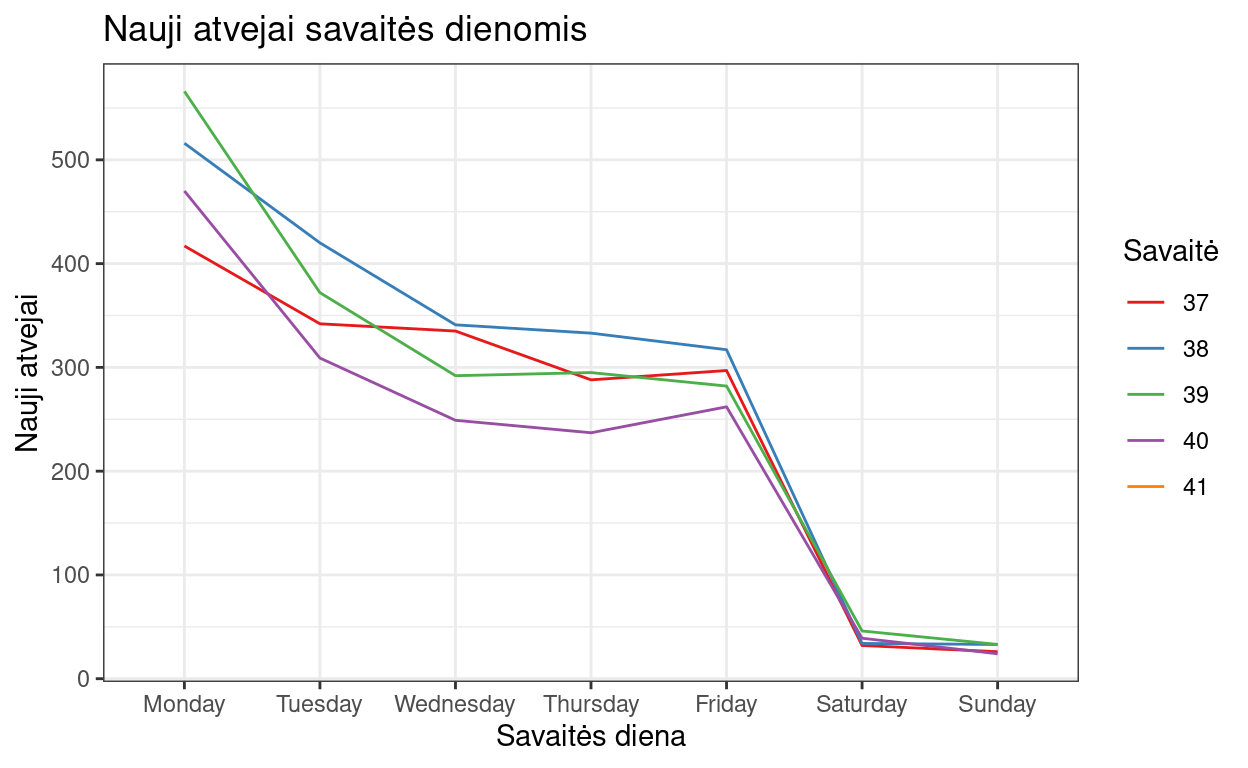 Nauji atvejai savaitės dienomis
Nauji atvejai
500
400
300
200
100
0
Monday Tuesday Wednesday Thursday Friday Saturday Sunday
Savaitės diena
Savaitė
37
38
39
40
41